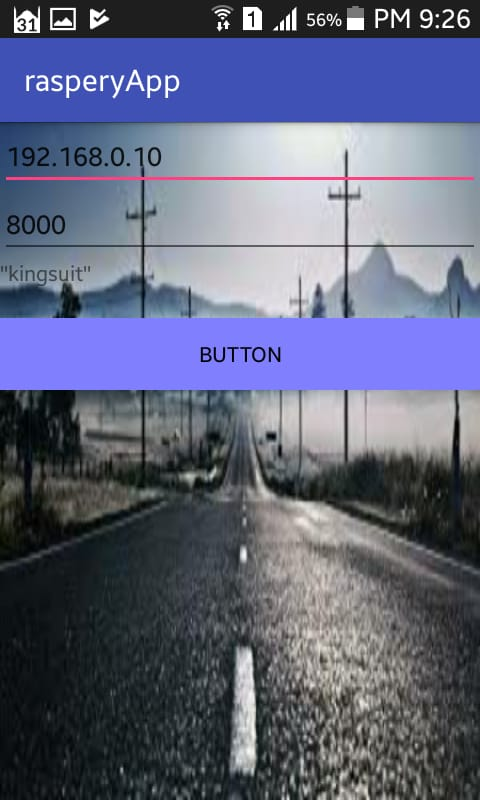 31 1 56% PM 9:26
rasperyApp
192.168.0.10
8000
"kingsuit"
BUTTON